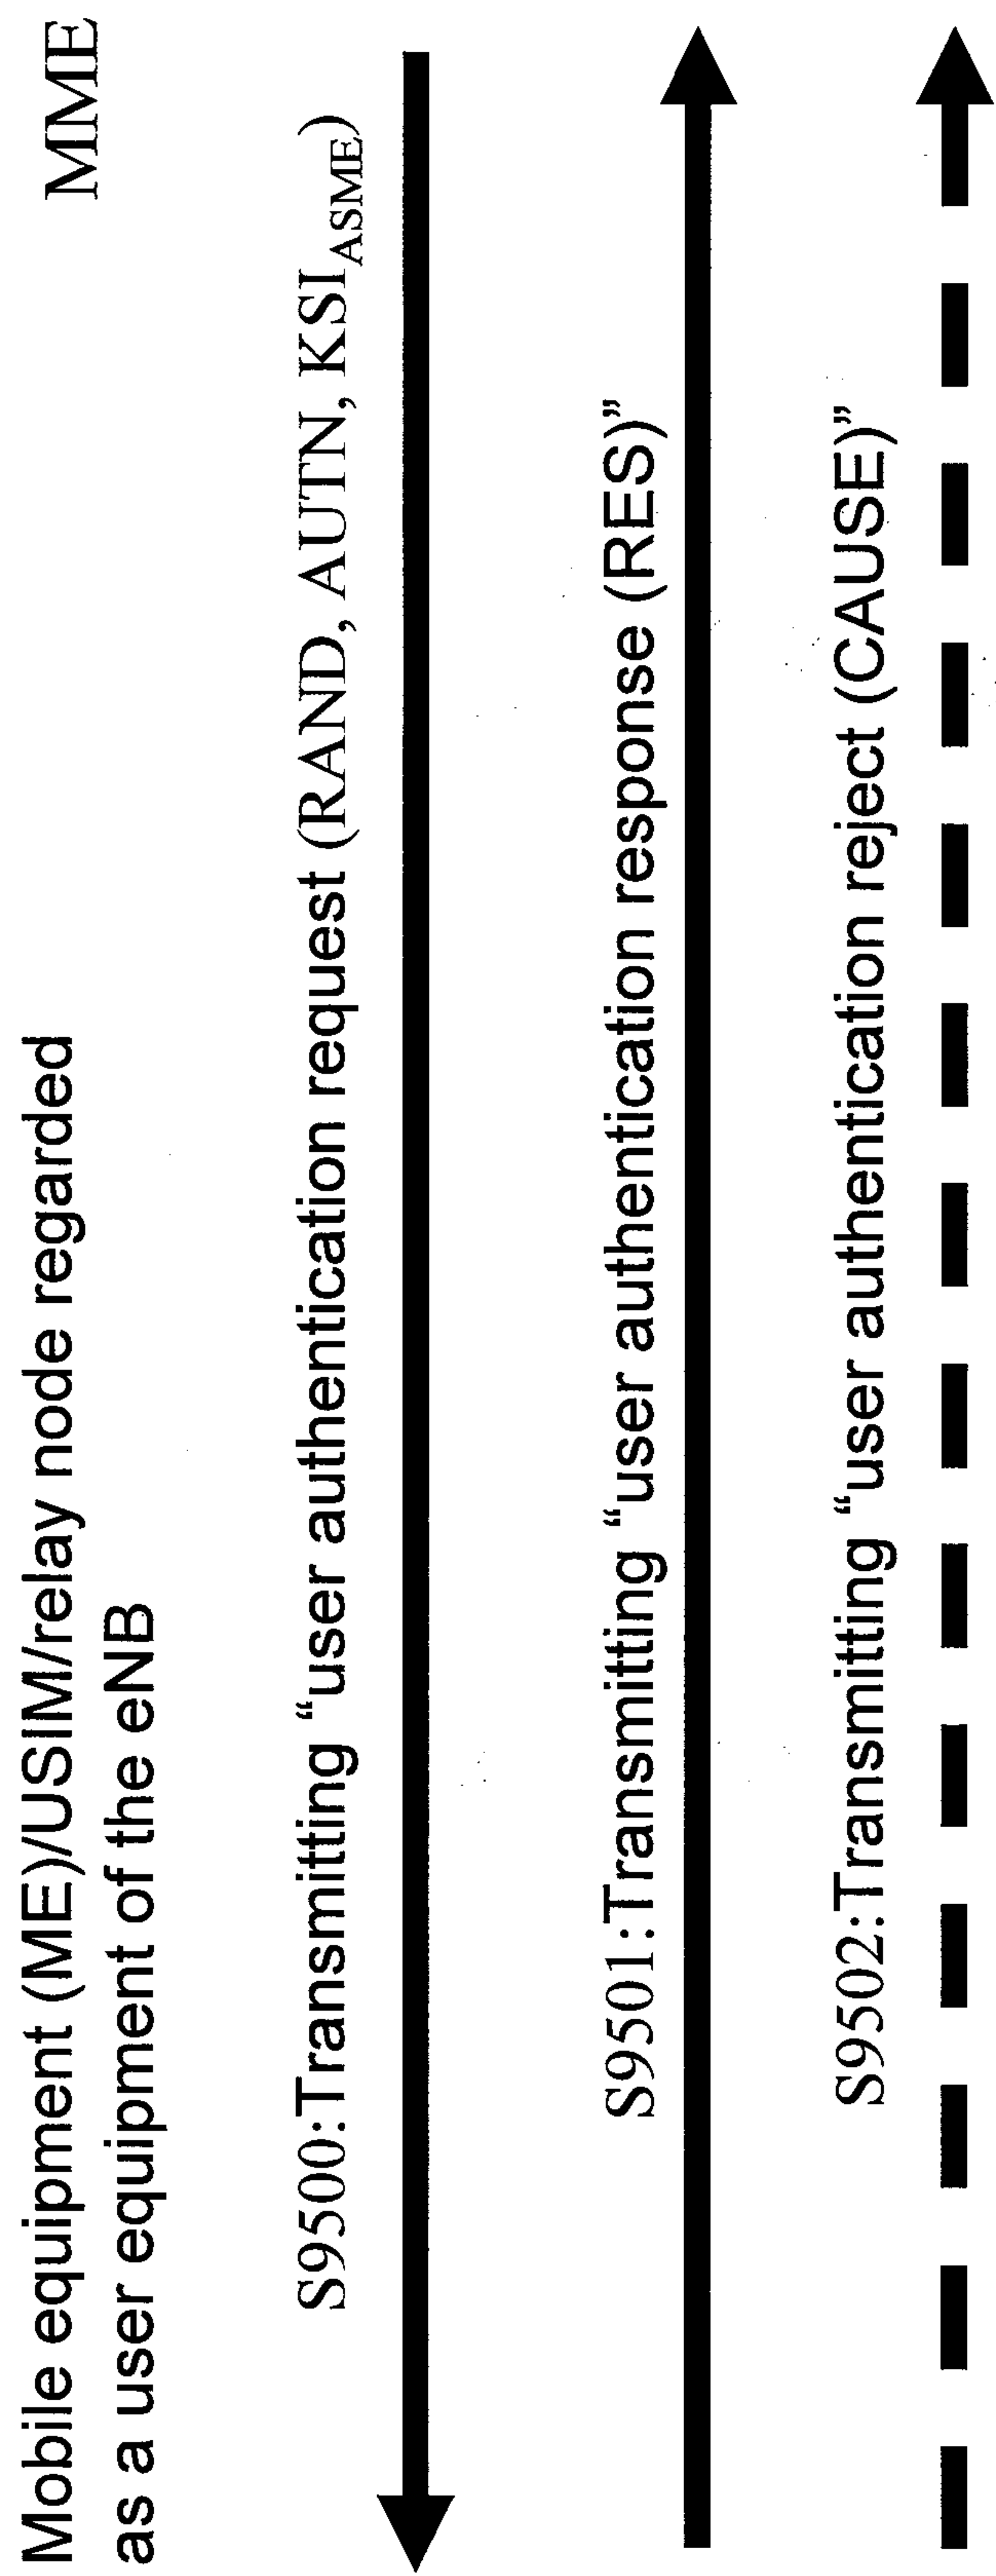 Mobile equipment (ME)/USIM/relay node regarded
as a user equipment of the eNB
MME
S9500:Transmitting “user authentication request (RAND, AUTN, KSIASME)
S9501:Transmitting “user authentication response (RES)”
S9502:Transmitting “user authentication reject (CAUSE)”